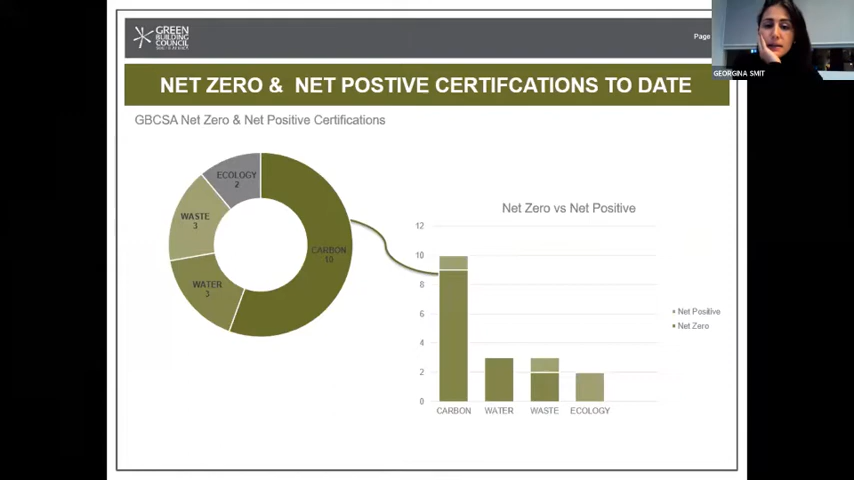 GREEN
BUILDING
COUNCIL
Page
GEORGINA SMIT
NET ZERO & NET POSTIVE CERTIFCATIONS TO DATE
GBCSA Net Zero & Net Positive Certifications
ECOLOGY
2
WASTE
3
CARBON
10
WATER
3
Net Zero vs Net Positive
12
10
8
6
4
2
0
CARBON WATER WASTE ECOLOGY
Net Positive
Net Zero